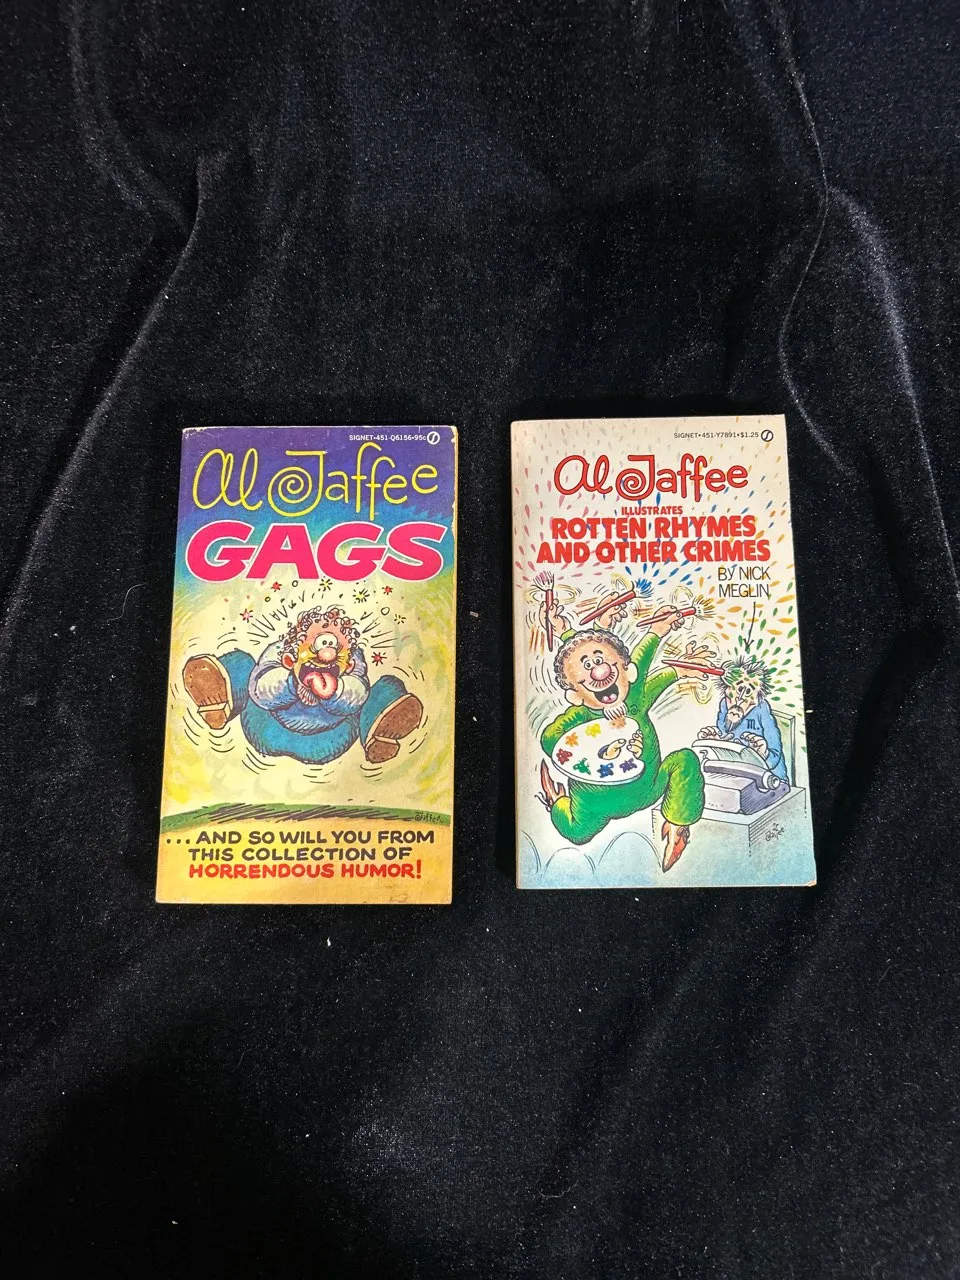 SIGNET•451-Q6156•95c
Al Jaffee
GAGS
...AND SO WILL YOU FROM
THIS COLLECTION OF
HORRENDOUS HUMOR!
SIGNET•451-Y7891•$1.25
Al Jaffee
ILLUSTRATES
ROTTEN RHYMES
AND OTHER CRIMES
BY NICK
MEGLIN
m.